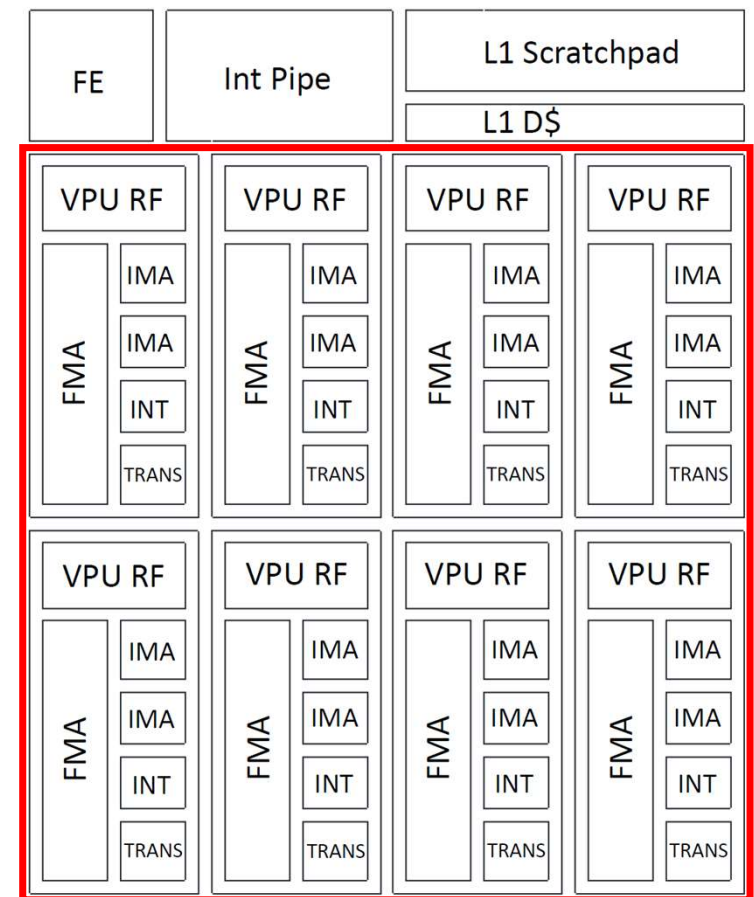 FE
Int Pipe
L1 Scratchpad
L1 D$
VPU RF
FMA
IMA
IMA
INT
TRANS
VPU RF
FMA
IMA
IMA
INT
TRANS
VPU RF
FMA
IMA
IMA
INT
TRANS
VPU RF
FMA
IMA
IMA
INT
TRANS
VPU RF
FMA
IMA
IMA
INT
TRANS
VPU RF
FMA
IMA
IMA
INT
TRANS
VPU RF
FMA
IMA
IMA
INT
TRANS
VPU RF
FMA
IMA
IMA
INT
TRANS